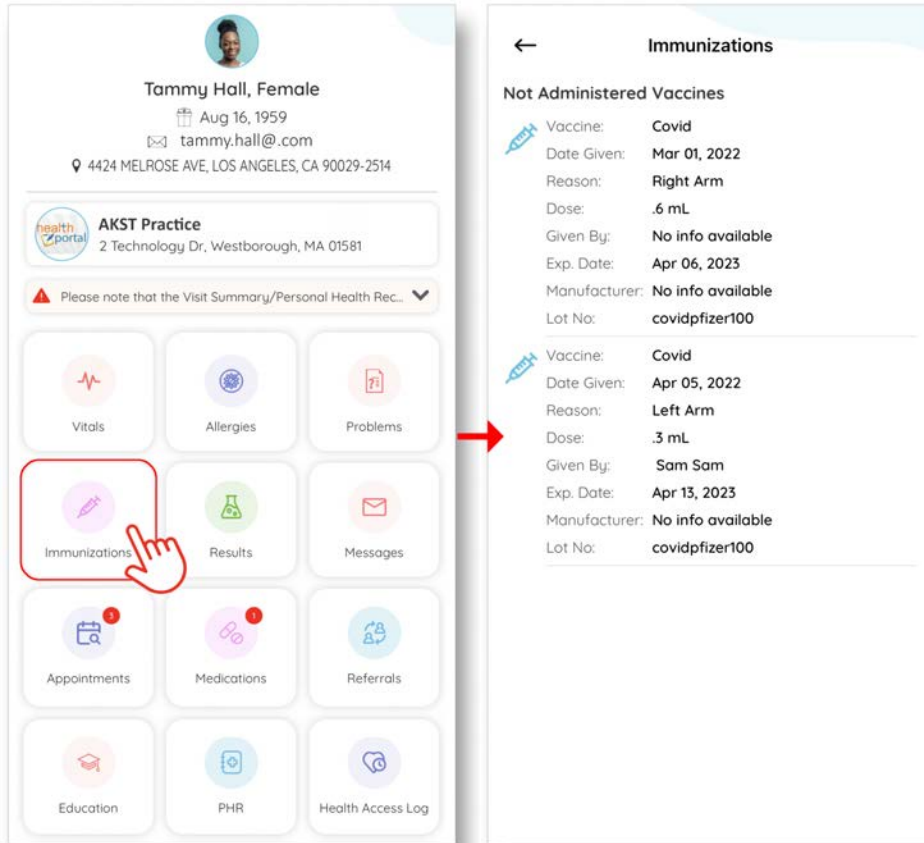 Tammy Hall, Female
Aug 16, 1959
tammy.hall@.com
4424 MELROSE AVE, LOS ANGELES, CA 90029-2514
health
portal
AKST Practice
2 Technology Dr, Westborough, MA 01581
Please note that the Visit Summary/Personal Health Rec...
Vitals
Allergies
Problems
Immunizations
Results
Messages
3
1
Appointments
Medications
Referrals
Education
PHR
Health Access Log
Immunizations
Not Administered Vaccines
Vaccine: Covid
Date Given: Mar 01, 2022
Reason: Right Arm
Dose: .6 mL
Given By: No info available
Exp. Date: Apr 06, 2023
Manufacturer: No info available
Lot No: covidpfizer100
Vaccine: Covid
Date Given: Apr 05, 2022
Reason: Left Arm
Dose: .3 mL
Given By: Sam Sam
Exp. Date: Apr 13, 2023
Manufacturer: No info available
Lot No: covidpfizer100